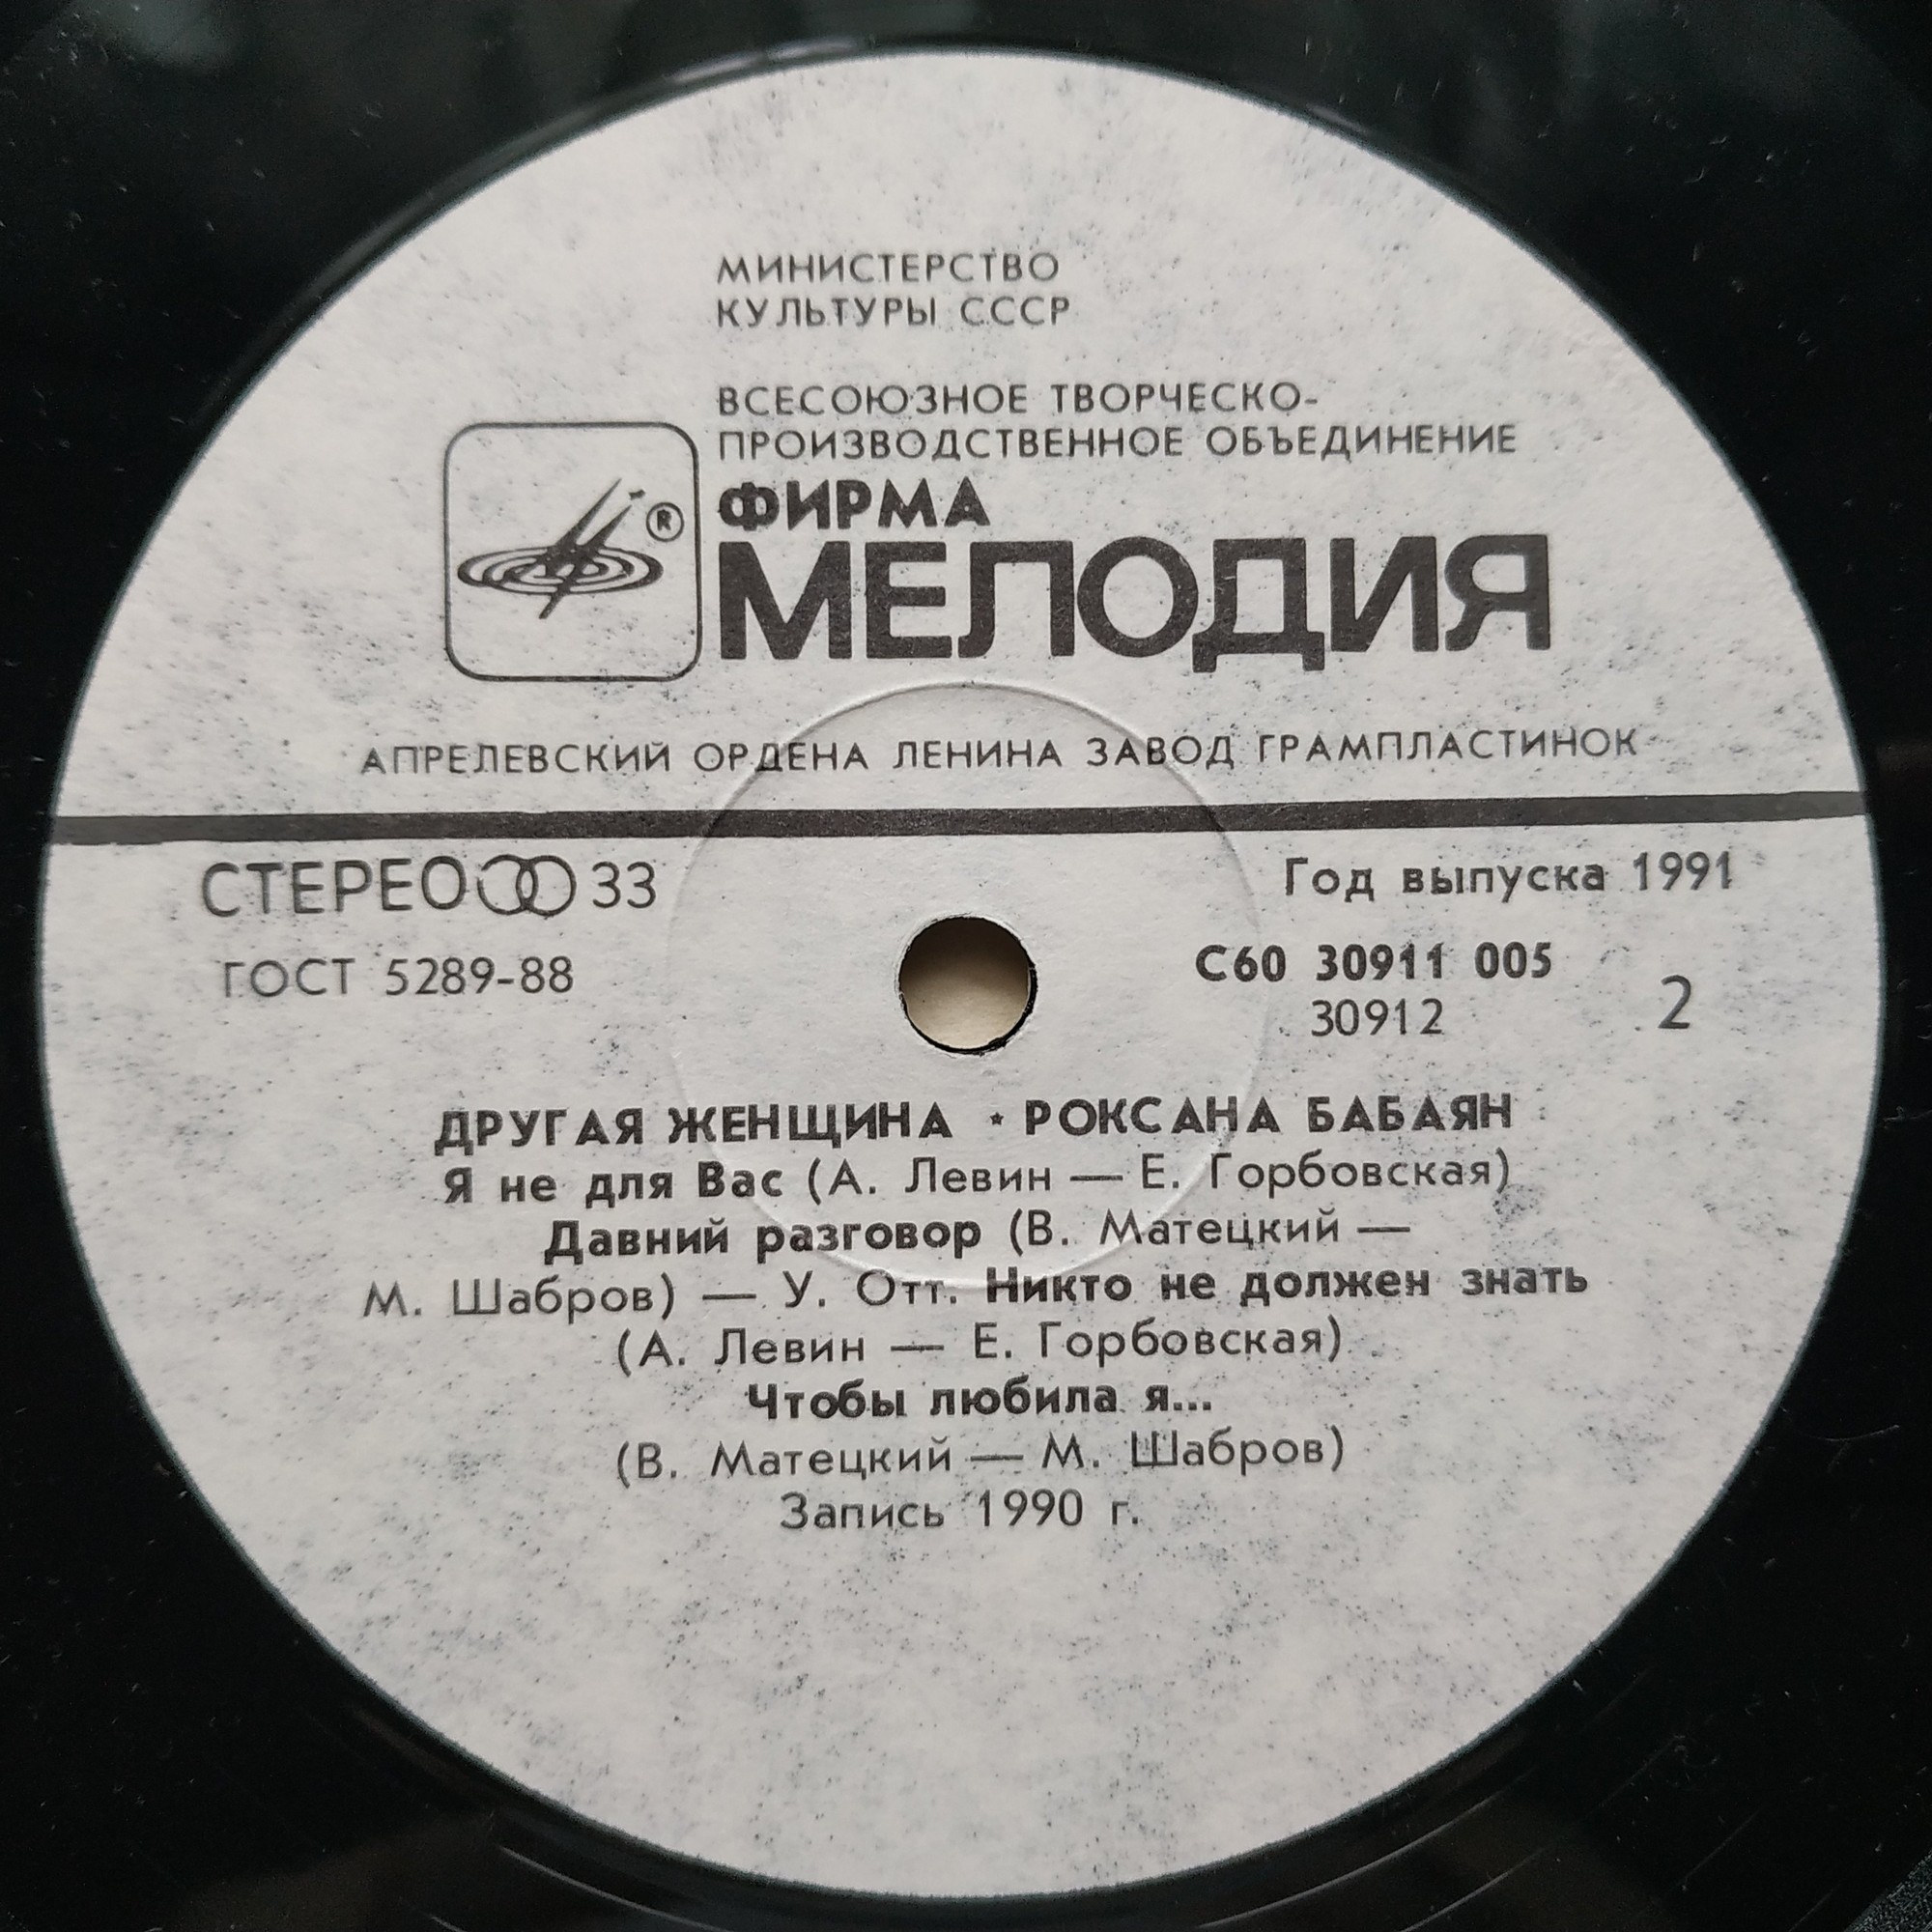 МИНИСТЕРСТВО
КУЛЬТУРЫ СССР
ВСЕСОЮЗНОЕ ТВОРЧЕСКО-
ПРОИЗВОДСТВЕННОЕ ОБЪЕДИНЕНИЕ
ФИРМА
®
МЕЛОДИЯ
АПРЕЛЕВСКИЙ ОРДЕНА ЛЕНИНА ЗАВОД ГРАМПЛАСТИНОК
СТЕРЕО 33
Год выпуска 1991
ГОСТ 5289-88
С60 30911 005
30912
2
ДРУГАЯ ЖЕНЩИНА ⋆ РОКСАНА БАБАЯН
Я не для Вас (А. Левин — Е. Горбовская)
Давний разговор (В. Матецкий —
М. Шабров) — У. Отт. Никто не должен знать
(А. Левин — Е. Горбовская)
Чтобы любила я...
(В. Матецкий — М. Шабров)
Запись 1990 г.